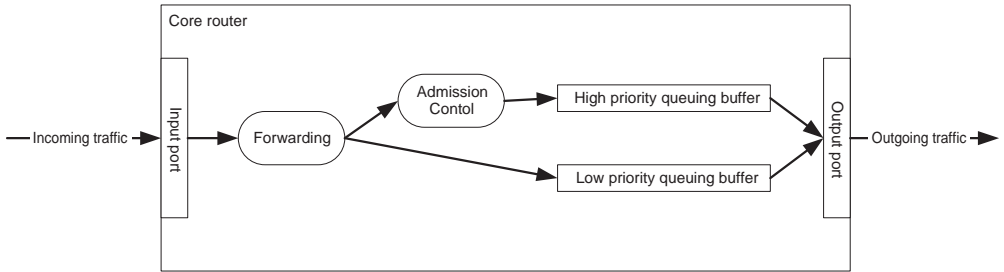 Core router
Incoming traffic
Input port
Forwarding
Admission
Contol
High priority queuing buffer
Low priority queuing buffer
Output port
Outgoing traffic